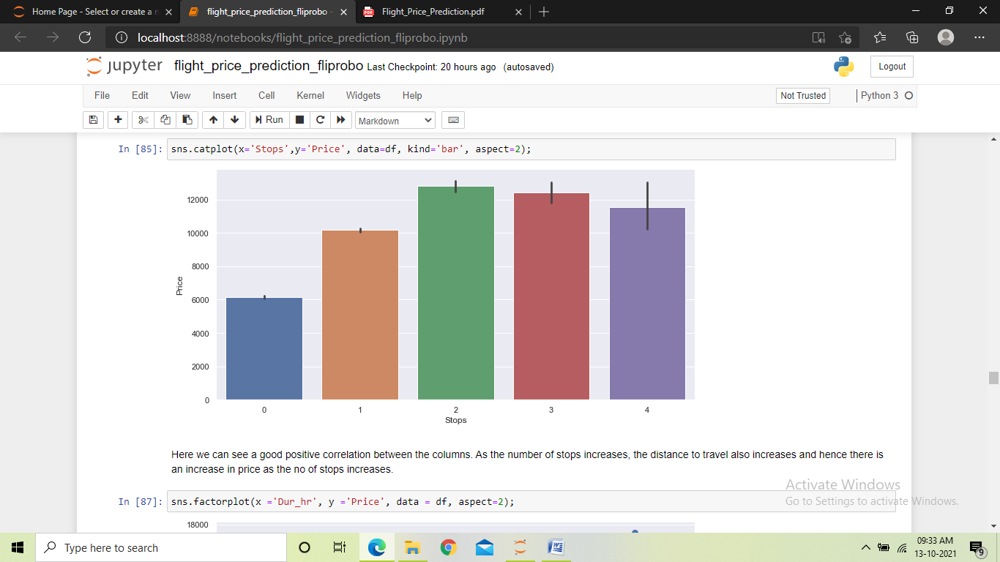 Home Page - Select or create a n
flight_price_prediction_fliprobo -
PDF
Flight_Price_Prediction.pdf
localhost:8888/notebooks/flight_price_prediction_fliprobo.ipynb
jupyter flight_price_prediction_fliprobo Last Checkpoint: 20 hours ago (autosaved)
Logout
File Edit View Insert Cell Kernel Widgets Help
Not Trusted
Python 3
Run
Markdown
In [85]: sns.catplot(x='Stops',y='Price', data=df, kind='bar', aspect=2);
12000
10000
8000
6000
4000
2000
0
Price
0 1 2 3 4
Stops
Here we can see a good positive correlation between the columns. As the number of stops increases, the distance to travel also increases and hence there is
an increase in price as the no of stops increases.
Activate Windows
Go to Settings to activate Windows.
In [87]: sns.factorplot(x ='Dur_hr', y ='Price', data = df, aspect=2);
18000
Type here to search
W
09:33 AM
13-10-2021
9